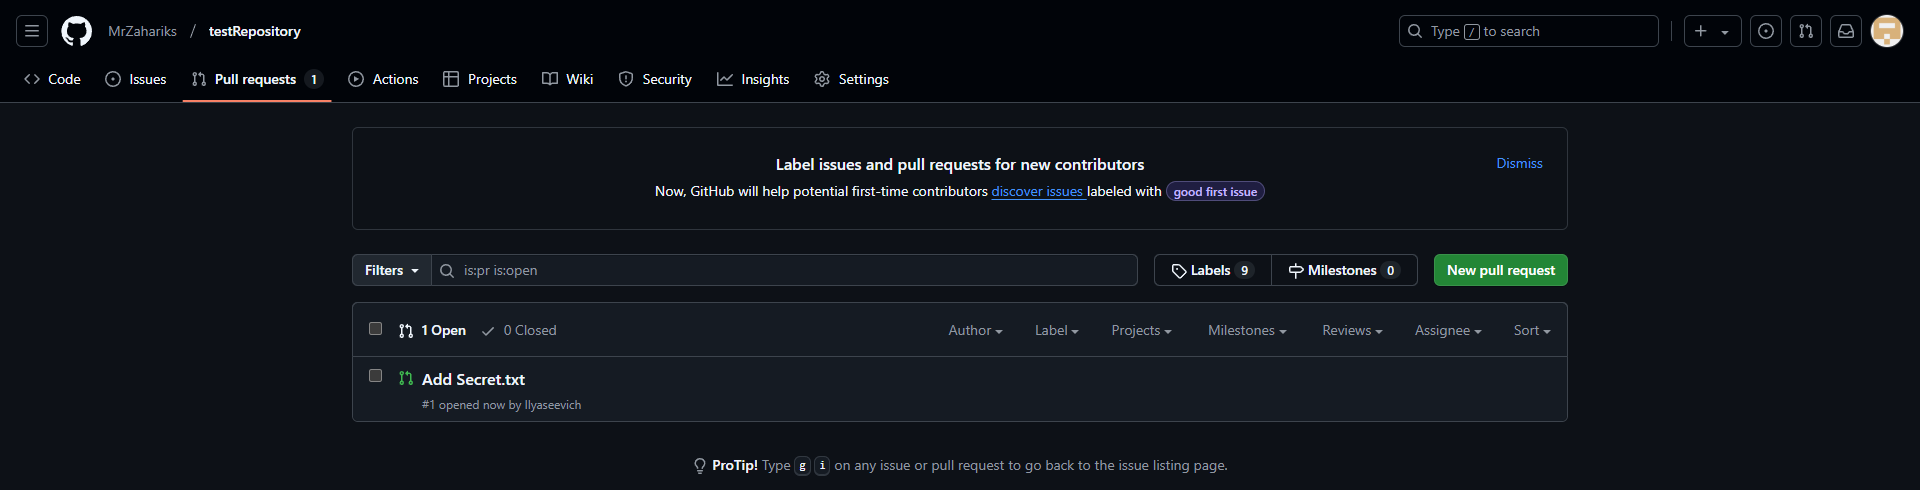 MrZahariks / testRepository
Type / to search
Code Issues Pull requests 1 Actions Projects Wiki Security Insights Settings
Label issues and pull requests for new contributors
Dismiss
Now, GitHub will help potential first-time contributors discover issues labeled with good first issue
Filters is:pr is:open Labels 9 Milestones 0 New pull request
1 Open 0 Closed Author Label Projects Milestones Reviews Assignee Sort
Add Secret.txt
#1 opened now by Ilyaseevich
ProTip! Type g i on any issue or pull request to go back to the issue listing page.